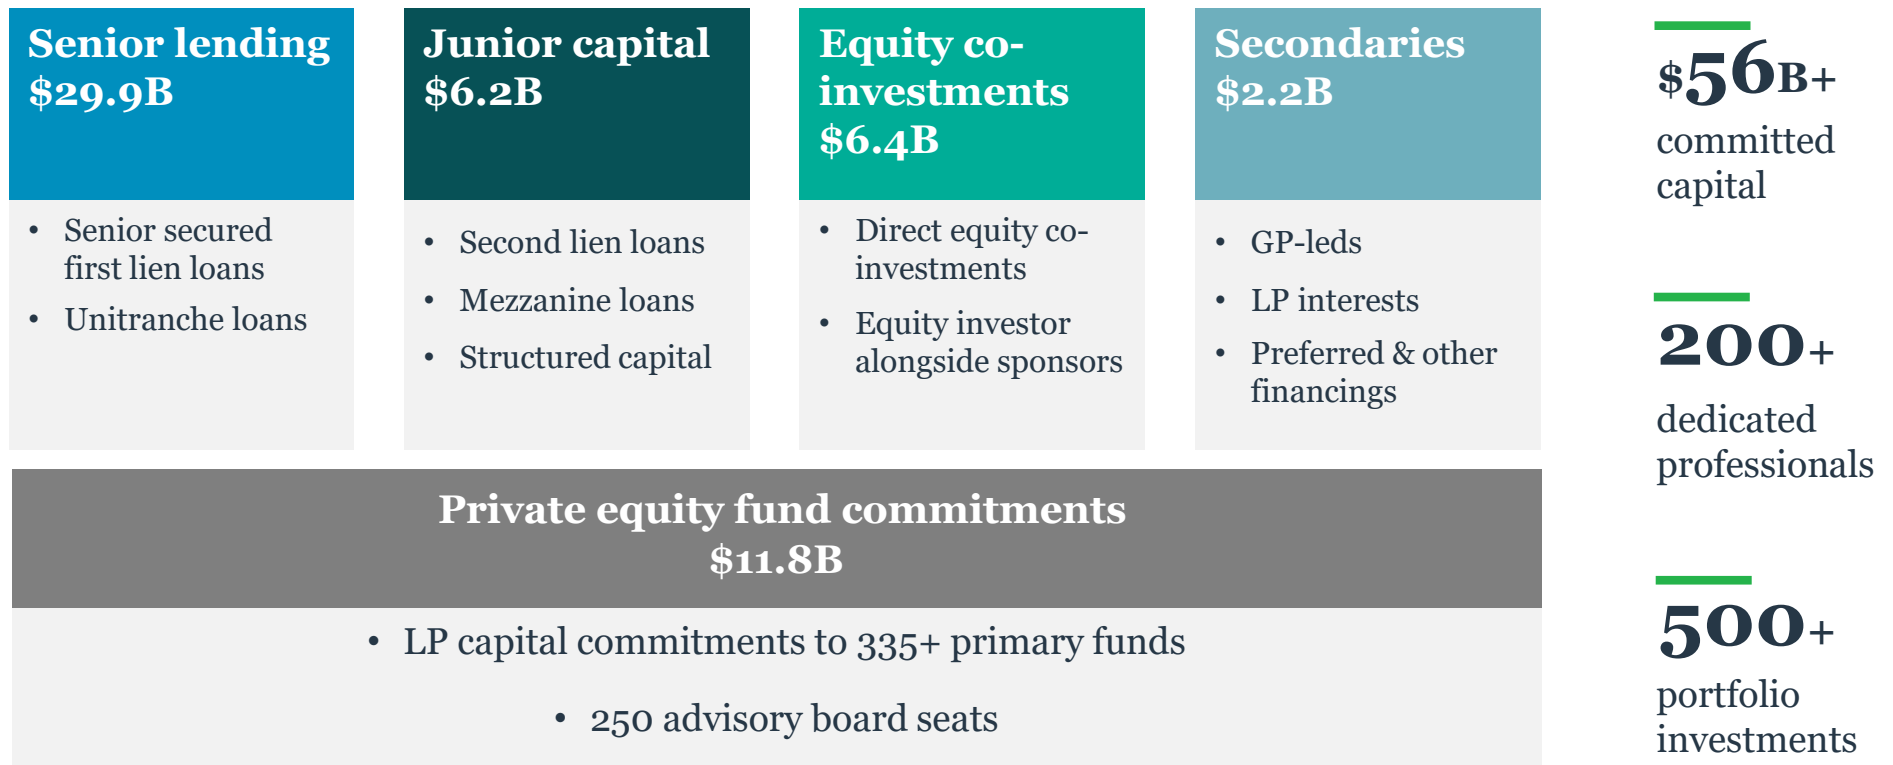 Senior lending
$29.9B
• Senior secured
first lien loans
• Unitranche loans
Junior capital
$6.2B
• Second lien loans
• Mezzanine loans
• Structured capital
Equity co-
investments
$6.4B
• Direct equity co-
investments
• Equity investor
alongside sponsors
Secondaries
$2.2B
• GP-leds
• LP interests
• Preferred & other
financings
Private equity fund commitments
$11.8B
• LP capital commitments to 335+ primary funds
• 250 advisory board seats
$56B+
committed
capital
200+
dedicated
professionals
500+
portfolio
investments